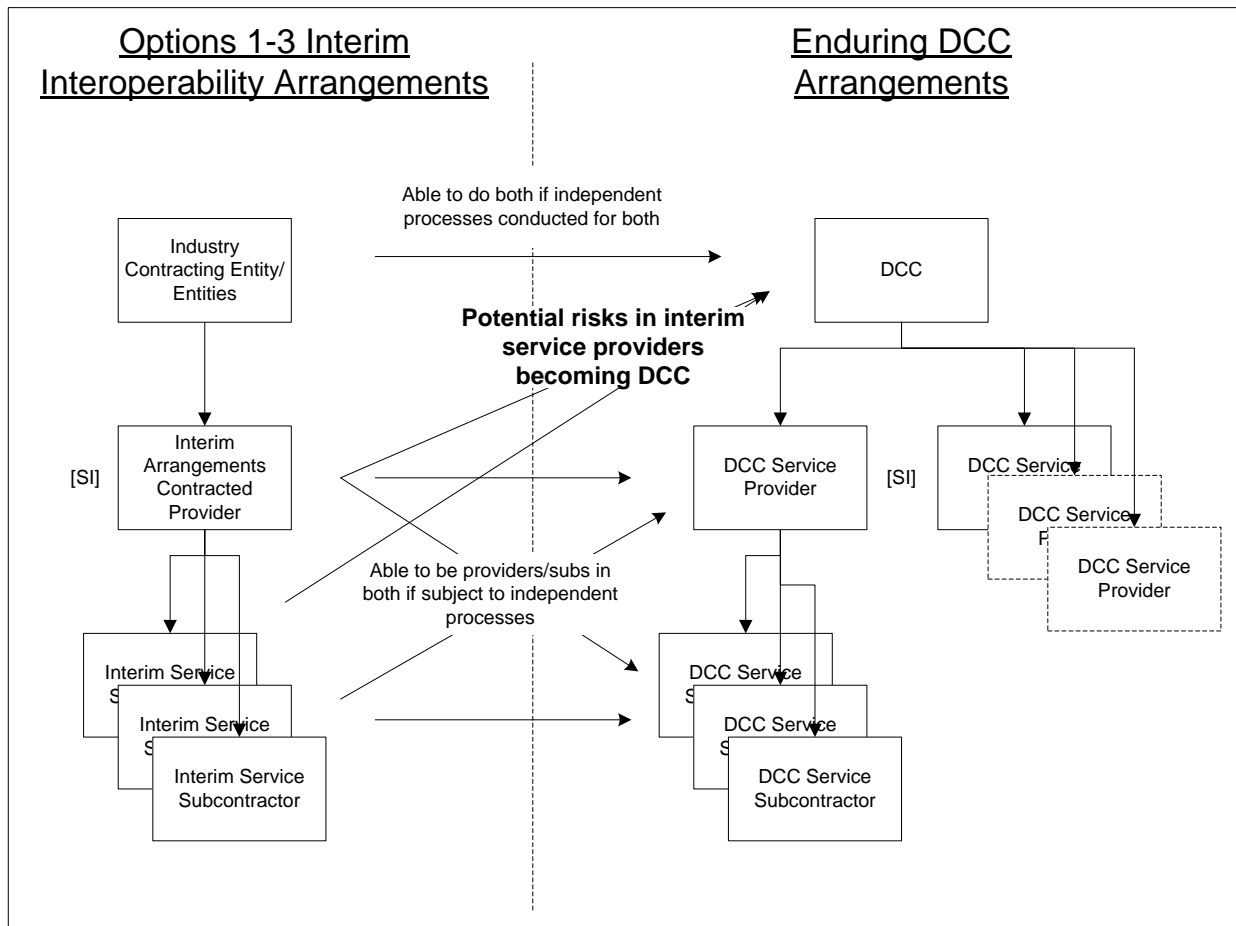 Options 1-3 Interim
Interoperability Arrangements
Enduring DCC
Arrangements
Able to do both if independent
processes conducted for both
Industry
Contracting Entity/
Entities
DCC
Potential risks in interim
service providers
becoming DCC
[SI]
Interim
Arrangements
Contracted
Provider
DCC Service
Provider
[SI]
DCC Service
DCC Service
P
DCC Service
Provider
Able to be providers/subs in
both if subject to independent
processes
Interim Service
S
Interim Service
S
Interim Service
Subcontractor
DCC Service
S
DCC Service
S
DCC Service
Subcontractor